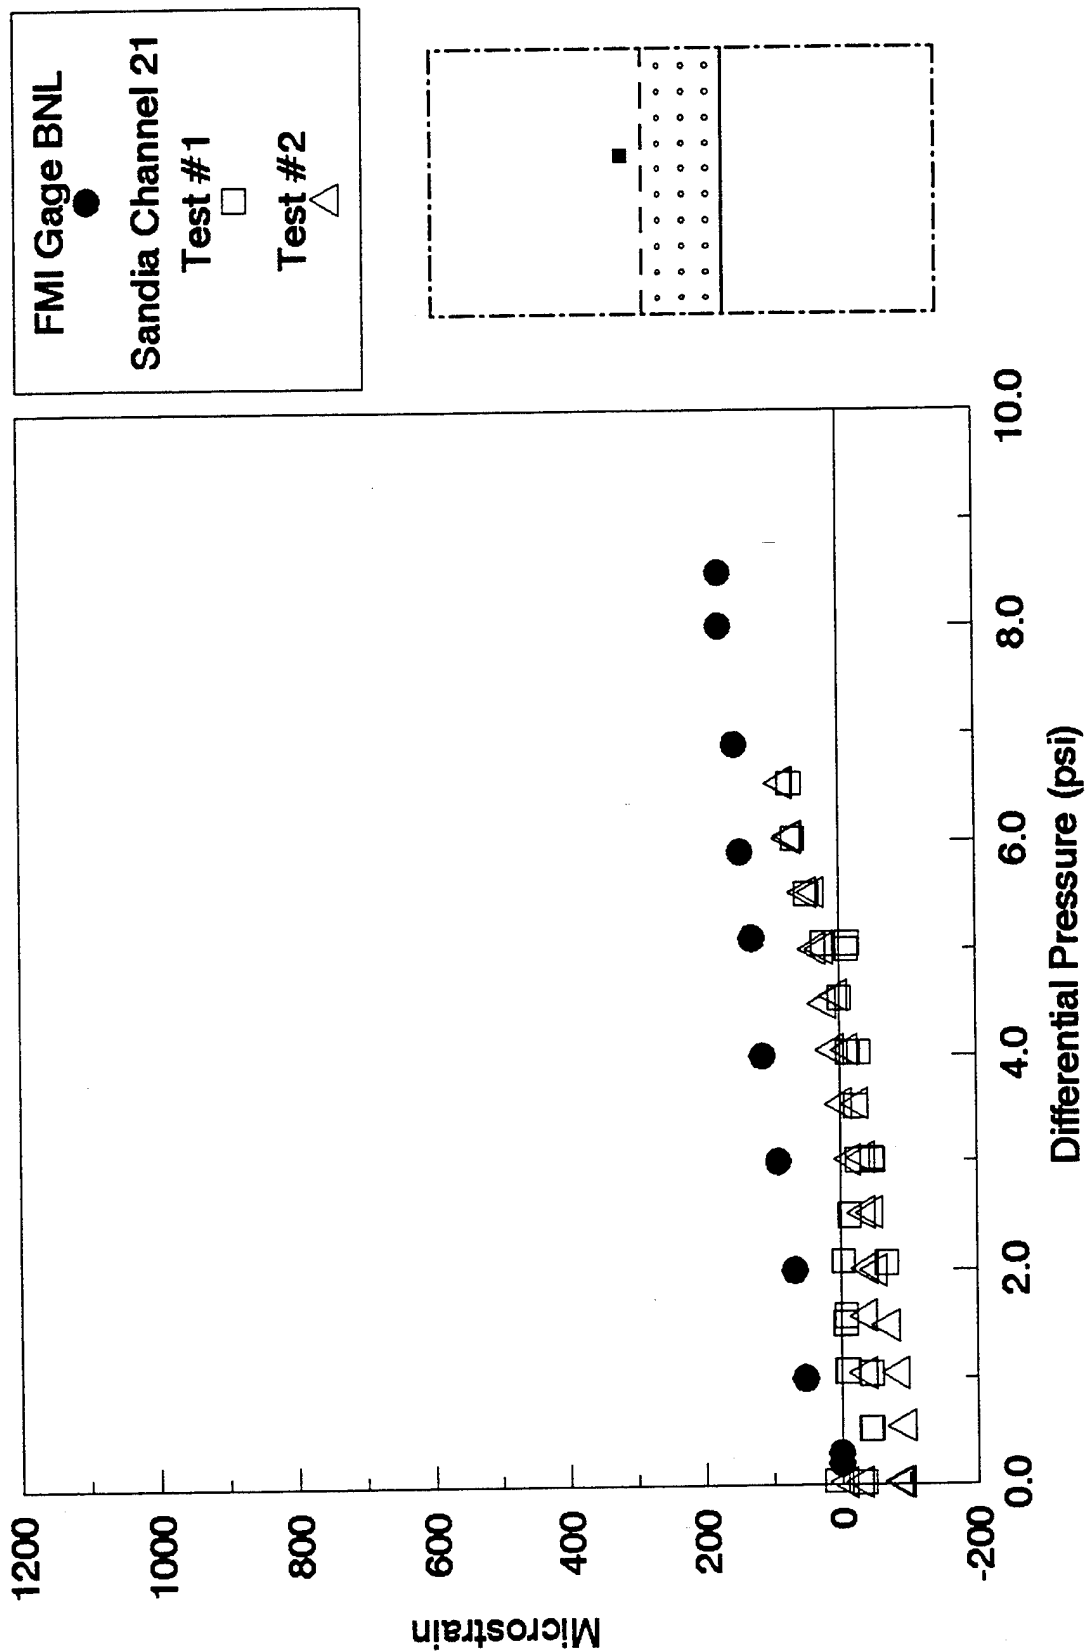 FMI Gage BNL
Sandia Channel 21
Test #1
Test #2
1200
1000
800
600
400
200
0
-200
Microstrain
0.0
2.0
4.0
6.0
8.0
10.0
Differential Pressure (psi)